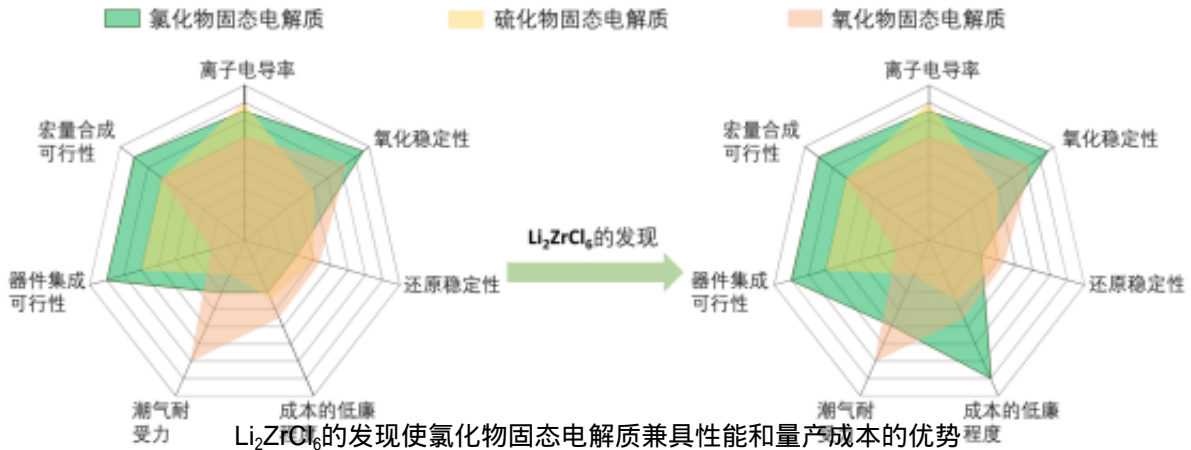 氯化物固态电解质
硫化物固态电解质
氧化物固态电解质
离子电导率
宏量合成
可行性
氧化稳定性
器件集成
可行性
还原稳定性
潮气耐
受力
成本的低廉
Li₂ZrCl₆的发现
离子电导率
宏量合成
可行性
氧化稳定性
器件集成
可行性
还原稳定性
潮气耐
成本的低廉
程度
Li₂ZrCl₆的发现使氯化物固态电解质兼具性能和量产成本的优势